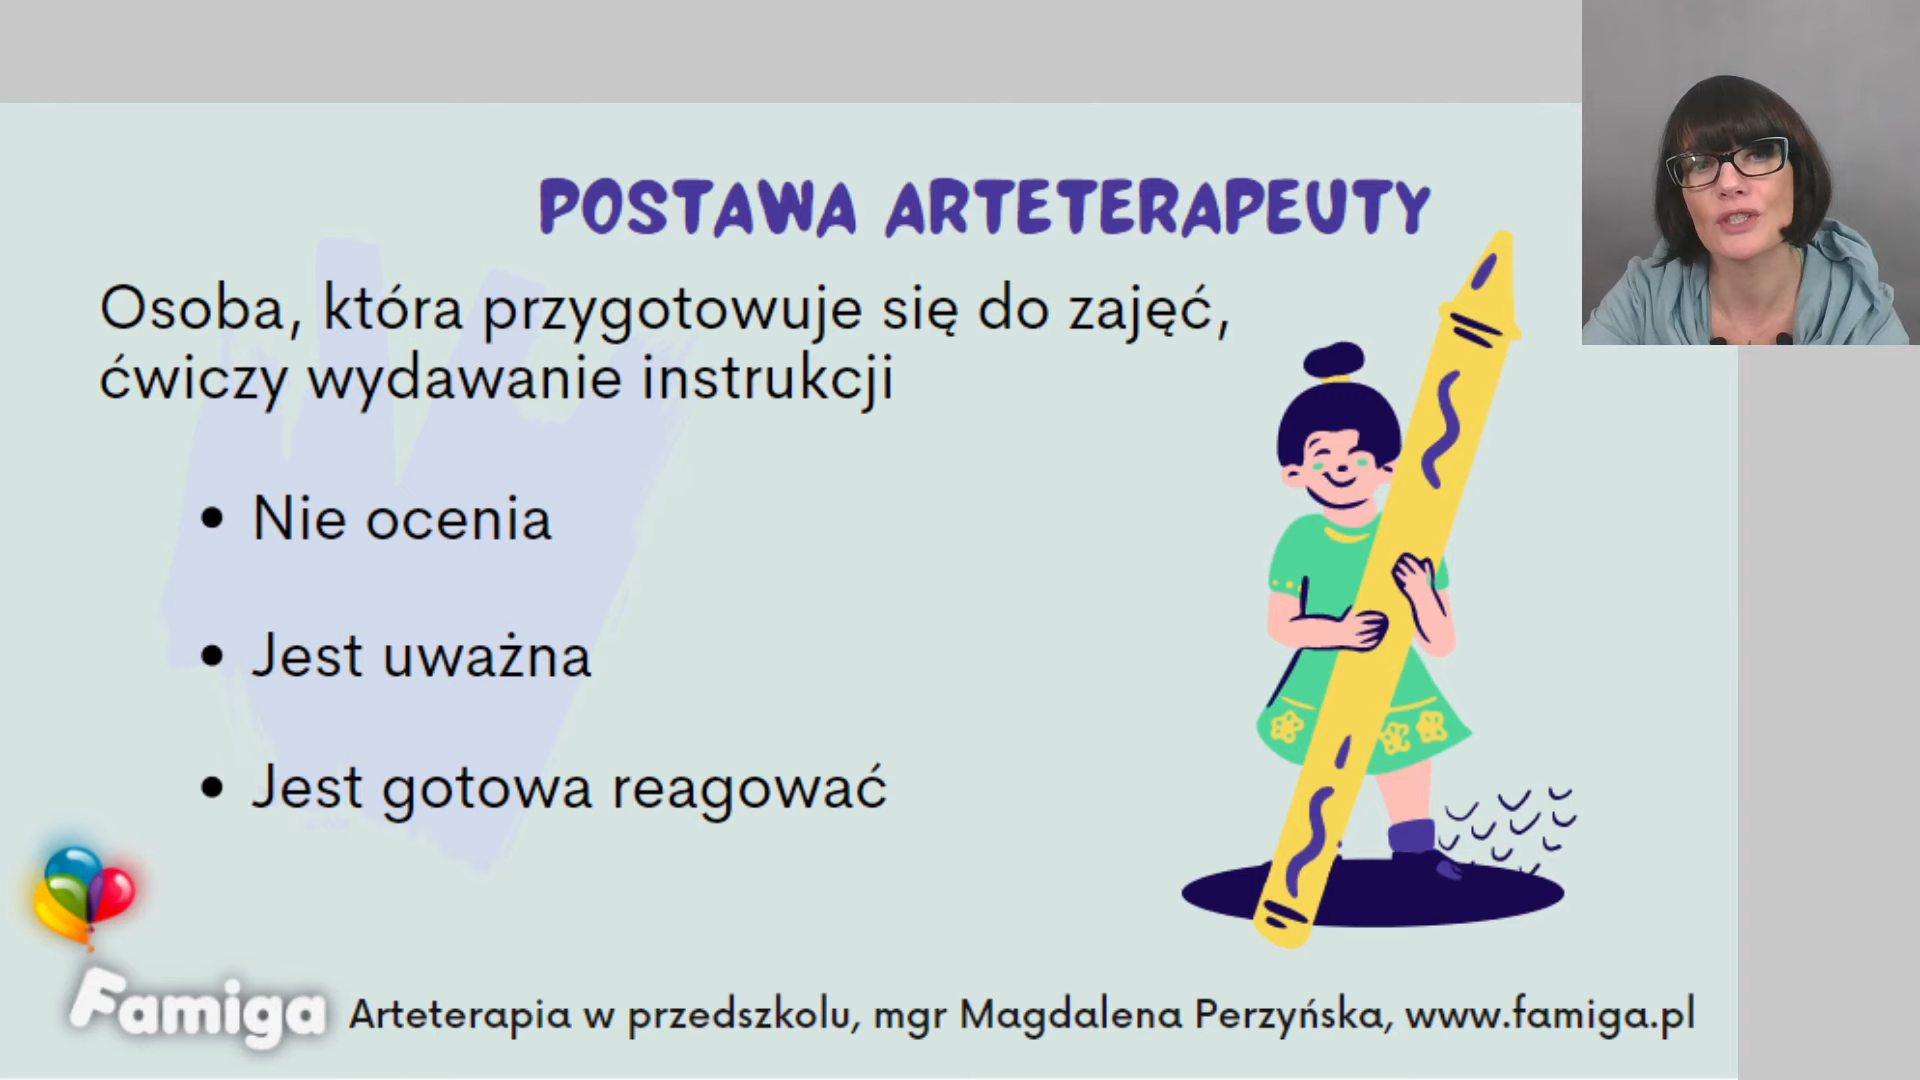 POSTAWA ARTETERAPEUTY
Osoba, która przygotowuje się do zajęć,
ćwiczy wydawanie instrukcji
• Nie ocenia
• Jest uważna
• Jest gotowa reagować
Famiga
Arteterapia w przedszkolu, mgr Magdalena Perzyńska, www.famiga.pl